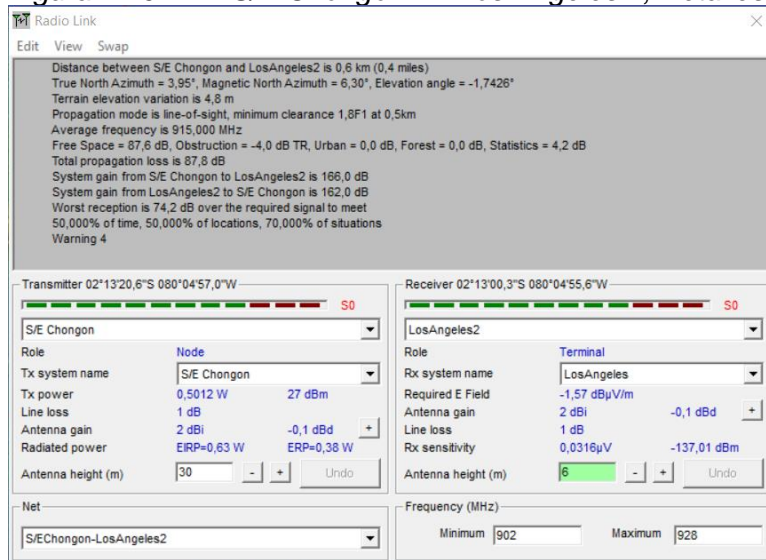 Radio Link
Edit View Swap
Distance between S/E Chongon and LosAngeles2 is 0,6 km (0,4 miles)
True North Azimuth = 3,95°, Magnetic North Azimuth = 6,30°, Elevation angle = -1,7426°
Terrain elevation variation is 4,8 m
Propagation mode is line-of-sight, minimum clearance 1,8F1 at 0,5km
Average frequency is 915,000 MHz
Free Space = 87,6 dB, Obstruction = -4,0 dB TR, Urban = 0,0 dB, Forest = 0,0 dB, Statistics = 4,2 dB
Total propagation loss is 87,8 dB
System gain from S/E Chongon to LosAngeles2 is 166,0 dB
System gain from LosAngeles2 to S/E Chongon is 162,0 dB
Worst reception is 74,2 dB over the required signal to meet
50,000% of time, 50,000% of locations, 70,000% of situations
Warning 4
Transmitter 02°13'20,6"S 080°04'57,0"W
S0
S/E Chongon
Role Node
Tx system name S/E Chongon
Tx power 0,5012 W 27 dBm
Line loss 1 dB
Antenna gain 2 dBi -0,1 dBd +
Radiated power EIRP=0,63 W ERP=0,38 W
Antenna height (m) 30 - + Undo
Net
S/EChongon-LosAngeles2
Receiver 02°13'00,3"S 080°04'55,6"W
S0
LosAngeles2
Role Terminal
Rx system name LosAngeles
Required E Field -1,57 dBµV/m
Antenna gain 2 dBi -0,1 dBd +
Line loss 1 dB
Rx sensitivity 0,0316µV -137,01 dBm
Antenna height (m) 6 - + Undo
Frequency (MHz)
Minimum 902 Maximum 928